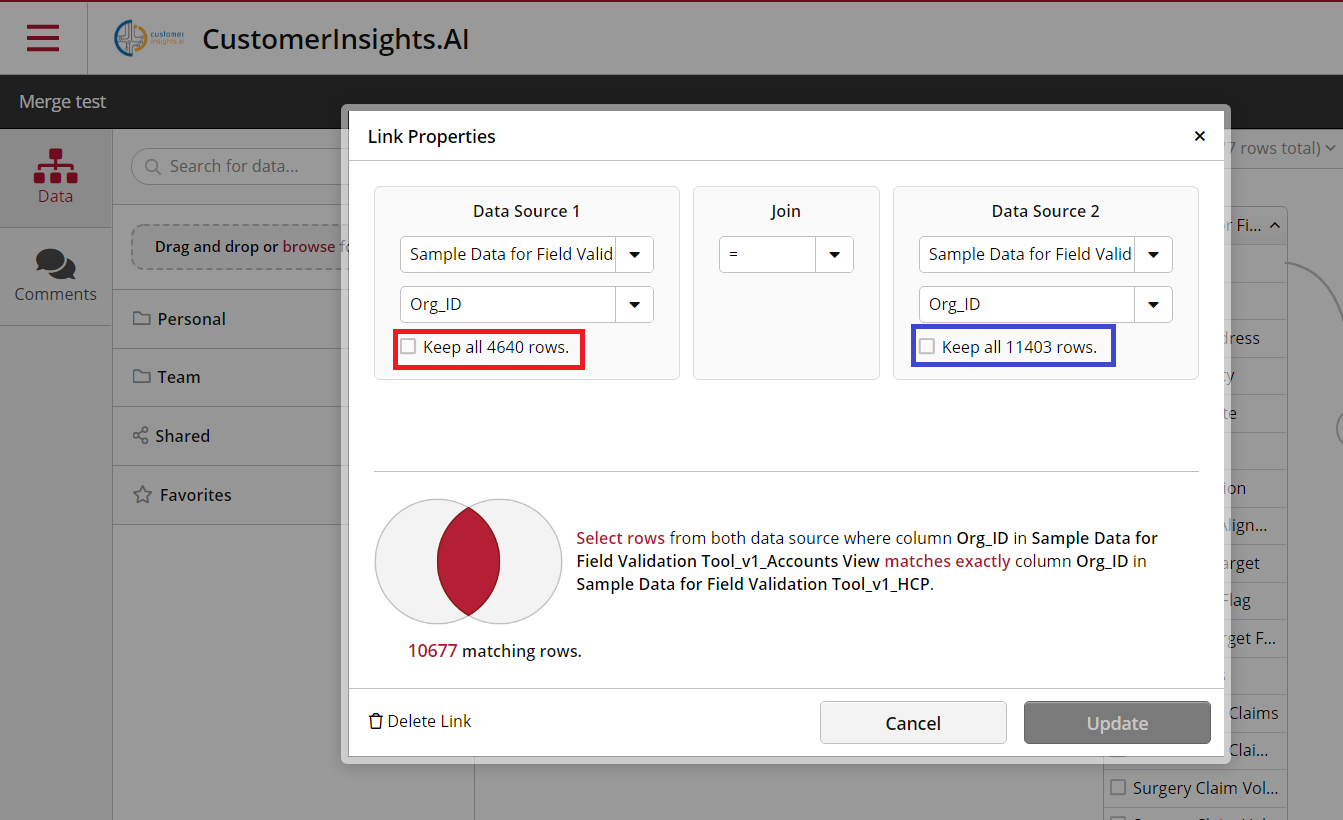 customer
insights.ai
CustomerInsights.AI
Merge test
Data
Comments
Search for data...
Drag and drop or browse fo
Personal
Team
Shared
Favorites
7 rows total)
Link Properties
×
Data Source 1
Sample Data for Field Valid
Org_ID
Keep all 4640 rows.
Join
=
Data Source 2
Sample Data for Field Valid
Org_ID
Keep all 11403 rows.
Select rows from both data source where column Org_ID in Sample Data for
Field Validation Tool_v1_Accounts View matches exactly column Org_ID in
Sample Data for Field Validation Tool_v1_HCP.
10677 matching rows.
Delete Link
Cancel
Update
r Fi...
dress
y
te
ion
Align...
arget
Flag
get F...
s
Claims
Clai...
Surgery Claim Vol...